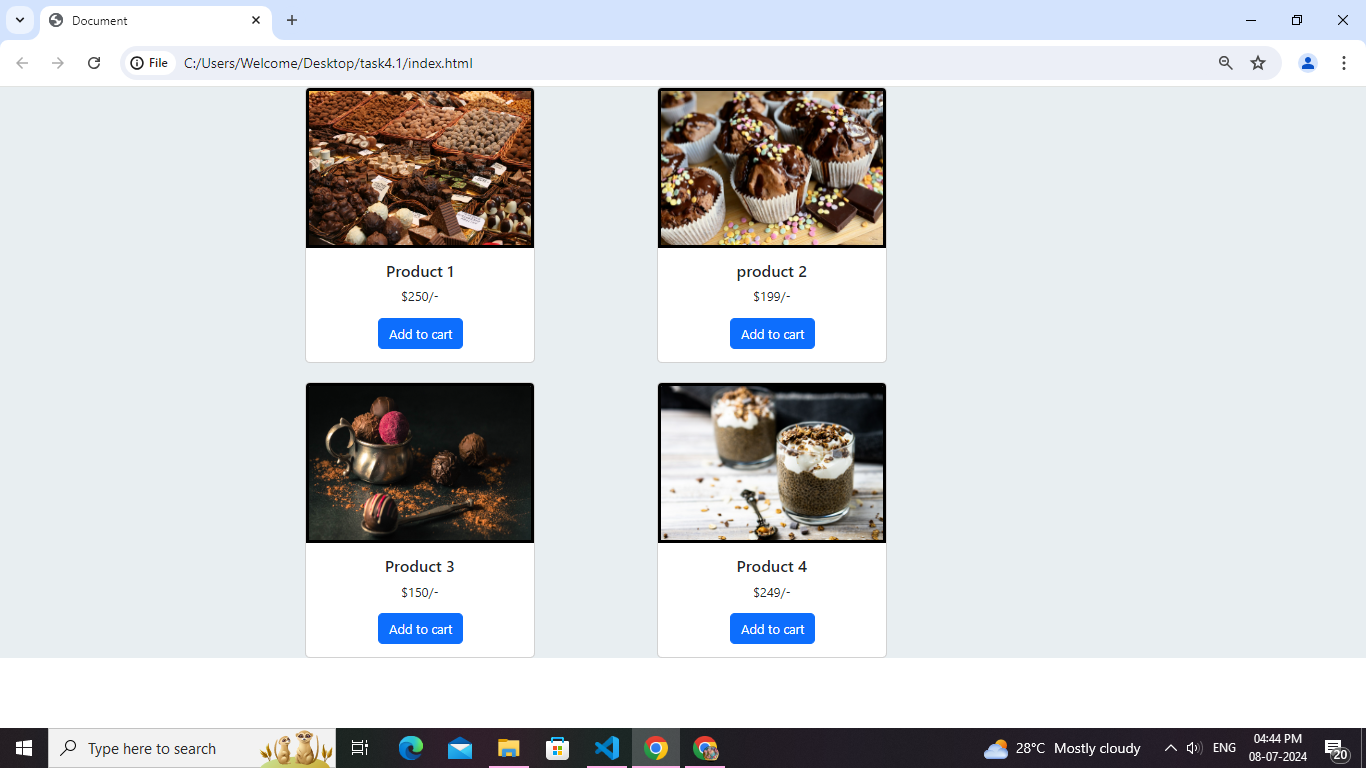 Document
File
C:/Users/Welcome/Desktop/task4.1/index.html
Product 1
$250/-
Add to cart
product 2
$199/-
Add to cart
Product 3
$150/-
Add to cart
Product 4
$249/-
Add to cart
Type here to search
28°C Mostly cloudy
ENG
04:44 PM
08-07-2024
20